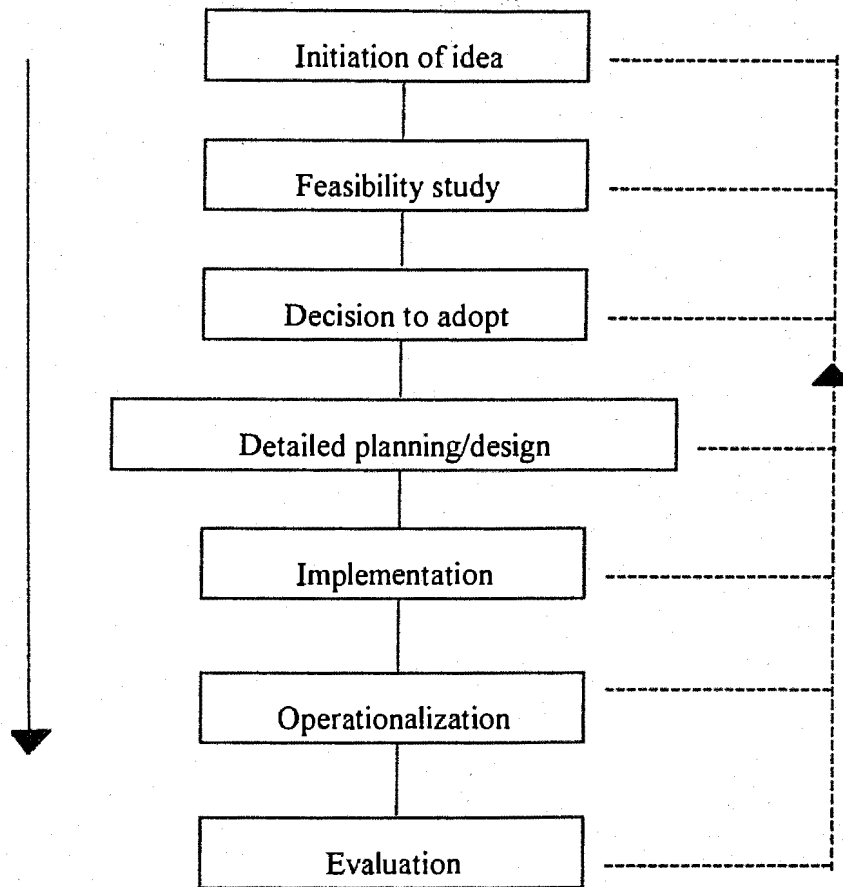 Initiation of idea
Feasibility study
Decision to adopt
Detailed planning/design
Implementation
Operationalization
Evaluation